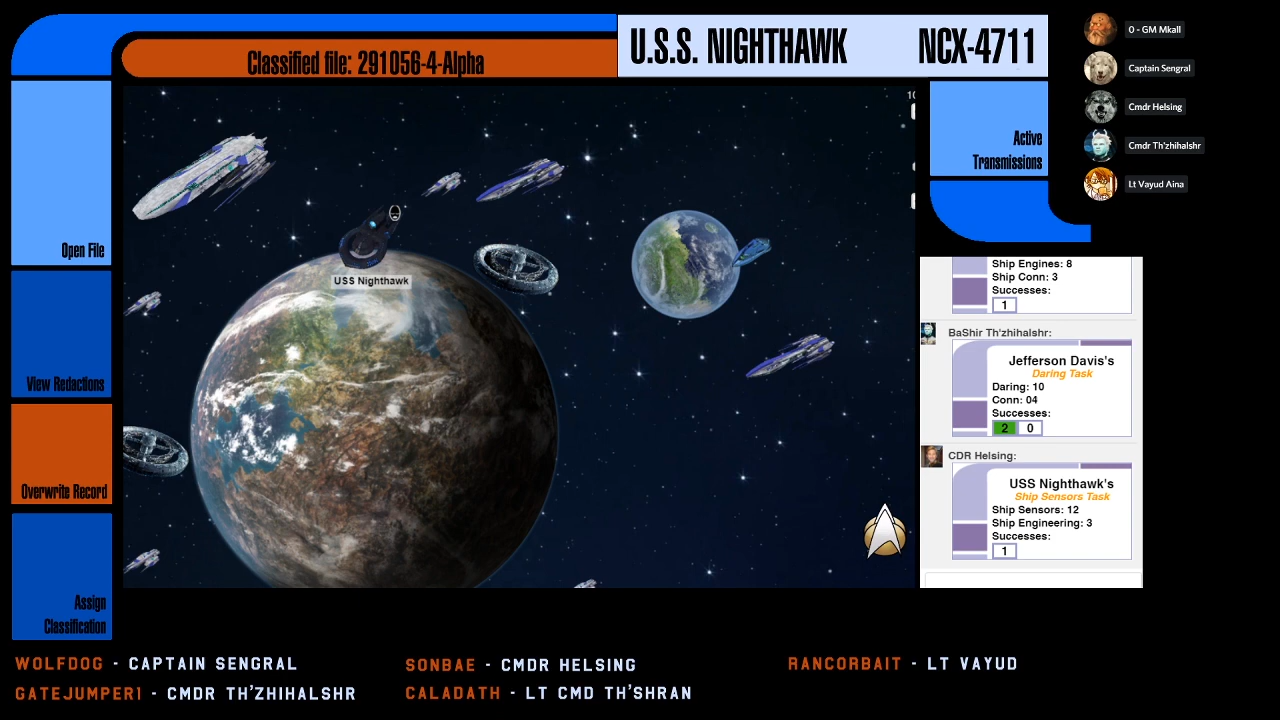 Classified file: 291056-4-Alpha
U.S.S. NIGHTHAWK NCX-4711
Open File
View Redactions
Overwrite Record
Assign
Classification
USS Nighthawk
Active
Transmissions
0 - GM Mkall
Captain Sengral
Cmdr Helsing
Cmdr Th'zhihalshr
Lt Vayud Aina
Ship Engines: 8
Ship Conn: 3
Successes:
1
BaShir Th'zhihalshr:
Jefferson Davis's
Daring Task
Daring: 10
Conn: 04
Successes:
2 0
CDR Helsing:
USS Nighthawk's
Ship Sensors Task
Ship Sensors: 12
Ship Engineering: 3
Successes:
1
WOLFDOG - CAPTAIN SENGRAL
SONBAE - CMDR HELSING
RANCORBAIT - LT VAYUD
GATEJUMPER1 - CMDR TH'ZHIHALSHR
CALADATH - LT CMD TH'SHRAN